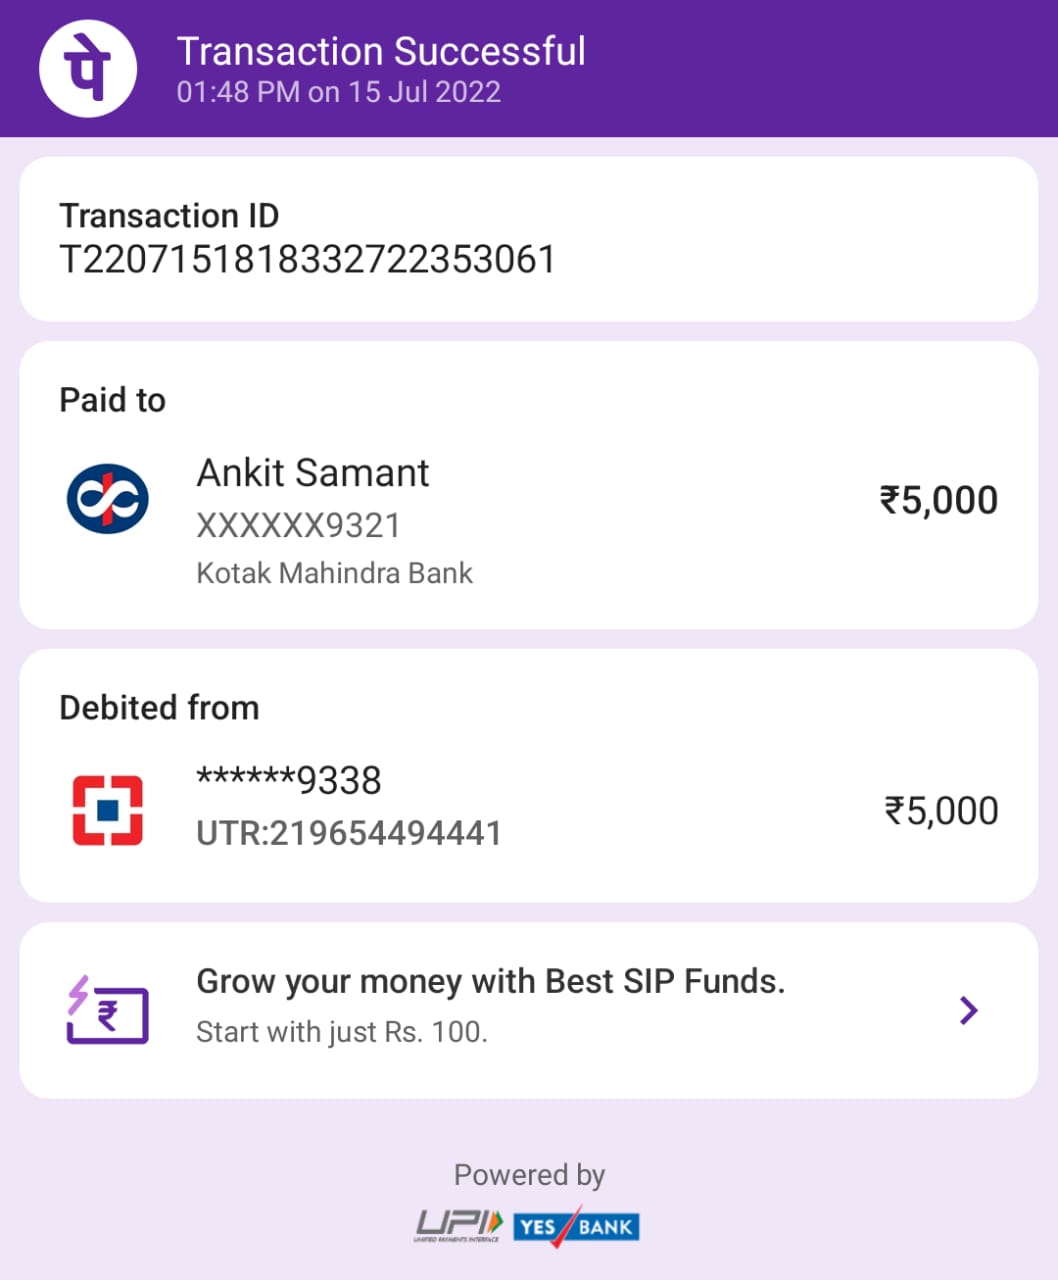 पे
Transaction Successful
01:48 PM on 15 Jul 2022
Transaction ID
T2207151818332722353061
Paid to
Ankit Samant
XXXXXX9321
Kotak Mahindra Bank
₹5,000
Debited from
******9338
UTR:219654494441
₹5,000
₹
Grow your money with Best SIP Funds.
Start with just Rs. 100.
Powered by
UPI
UNIFIED PAYMENTS INTERFACE
YES BANK